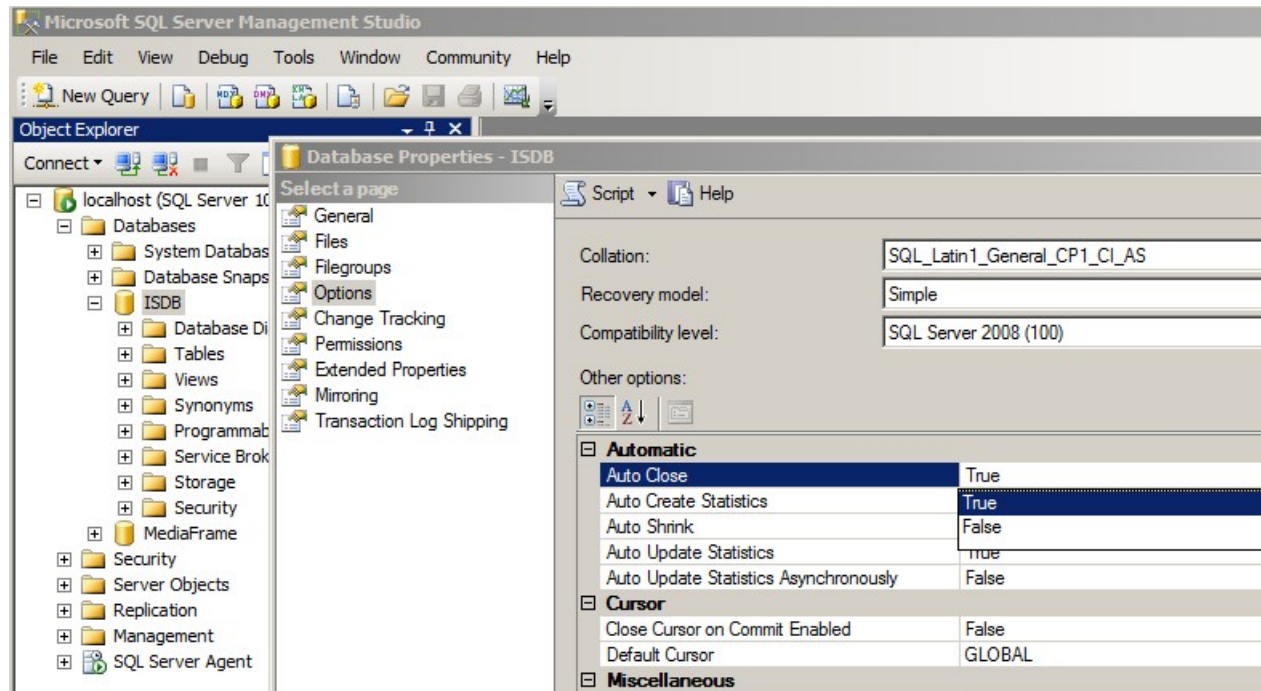 Microsoft SQL Server Management Studio
File Edit View Debug Tools Window Community Help
New Query
Object Explorer
Connect
localhost (SQL Server 10
Databases
System Databas
Database Snaps
ISDB
Database Di
Tables
Views
Synonyms
Programmab
Service Brok
Storage
Security
MediaFrame
Security
Server Objects
Replication
Management
SQL Server Agent
Database Properties - ISDB
Select a page
General
Files
Filegroups
Options
Change Tracking
Permissions
Extended Properties
Mirroring
Transaction Log Shipping
Script Help
Collation: SQL_Latin1_General_CP1_CI_AS
Recovery model: Simple
Compatibility level: SQL Server 2008 (100)
Other options:
Automatic
Auto Close True
Auto Create Statistics True
Auto Shrink False
Auto Update Statistics True
Auto Update Statistics Asynchronously False
Cursor
Close Cursor on Commit Enabled False
Default Cursor GLOBAL
Miscellaneous